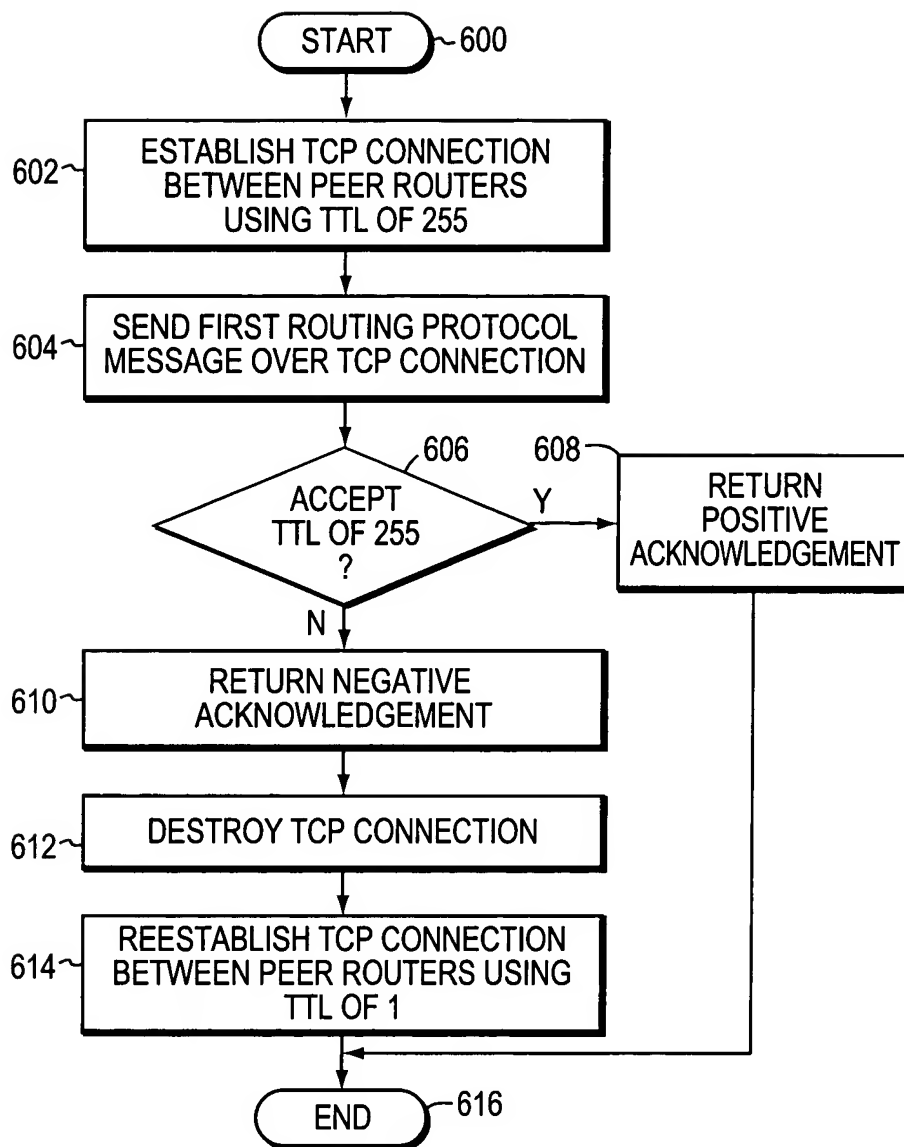 START
600
602
ESTABLISH TCP CONNECTION
BETWEEN PEER ROUTERS
USING TTL OF 255
604
SEND FIRST ROUTING PROTOCOL
MESSAGE OVER TCP CONNECTION
606
ACCEPT
TTL OF 255
?
Y
608
RETURN
POSITIVE
ACKNOWLEDGEMENT
N
610
RETURN NEGATIVE
ACKNOWLEDGEMENT
612
DESTROY TCP CONNECTION
614
REESTABLISH TCP CONNECTION
BETWEEN PEER ROUTERS USING
TTL OF 1
END
616